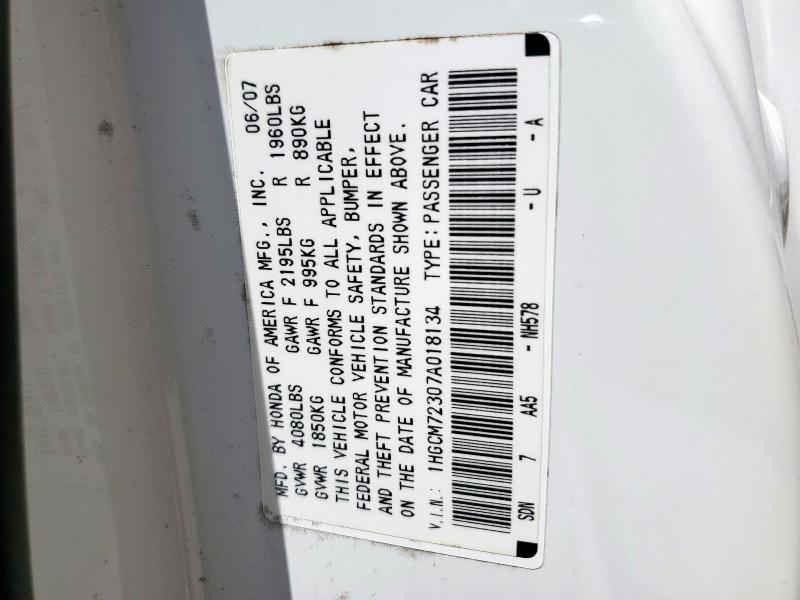 MFD. BY HONDA OF AMERICA MFG., INC. 06/07
GVWR 4080LBS GAWR F 2195LBS R 1960LBS
GVWR 1850KG GAWR F 995KG R 890KG
THIS VEHICLE CONFORMS TO ALL APPLICABLE
FEDERAL MOTOR VEHICLE SAFETY, BUMPER,
AND THEFT PREVENTION STANDARDS IN EFFECT
ON THE DATE OF MANUFACTURE SHOWN ABOVE.
V.I.N.: 1HGCM72307A018134 TYPE: PASSENGER CAR
SDN 7 AA5 - NH578 - U - A